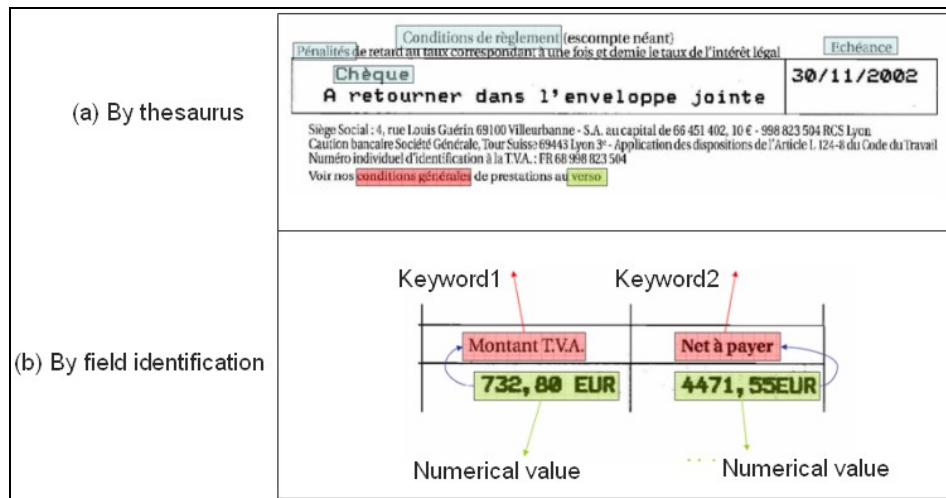 Conditions de règlement (escompte néant)
Pénalités de retard au taux correspondant à une fois et demie le taux de l'intérêt légal
Echéance
Chèque
30/11/2002
A retourner dans l'enveloppe jointe
(a) By thesaurus
Siège Social : 4, rue Louis Guérin 69100 Villeurbanne - S.A. au capital de 66 451 402, 10 € - 998 823 504 RCS Lyon
Caution bancaire Société Générale, Tour Suisse 69443 Lyon 3e - Application des dispositions de l'Article L 124-8 du Code du Travail
Numéro individuel d'identification à la T.V.A. : FR 68 998 823 504
Voir nos conditions générales de prestations au verso
Keyword1 Keyword2
Montant T.V.A. Net à payer
(b) By field identification
732,80 EUR 4471,55EUR
Numerical value Numerical value